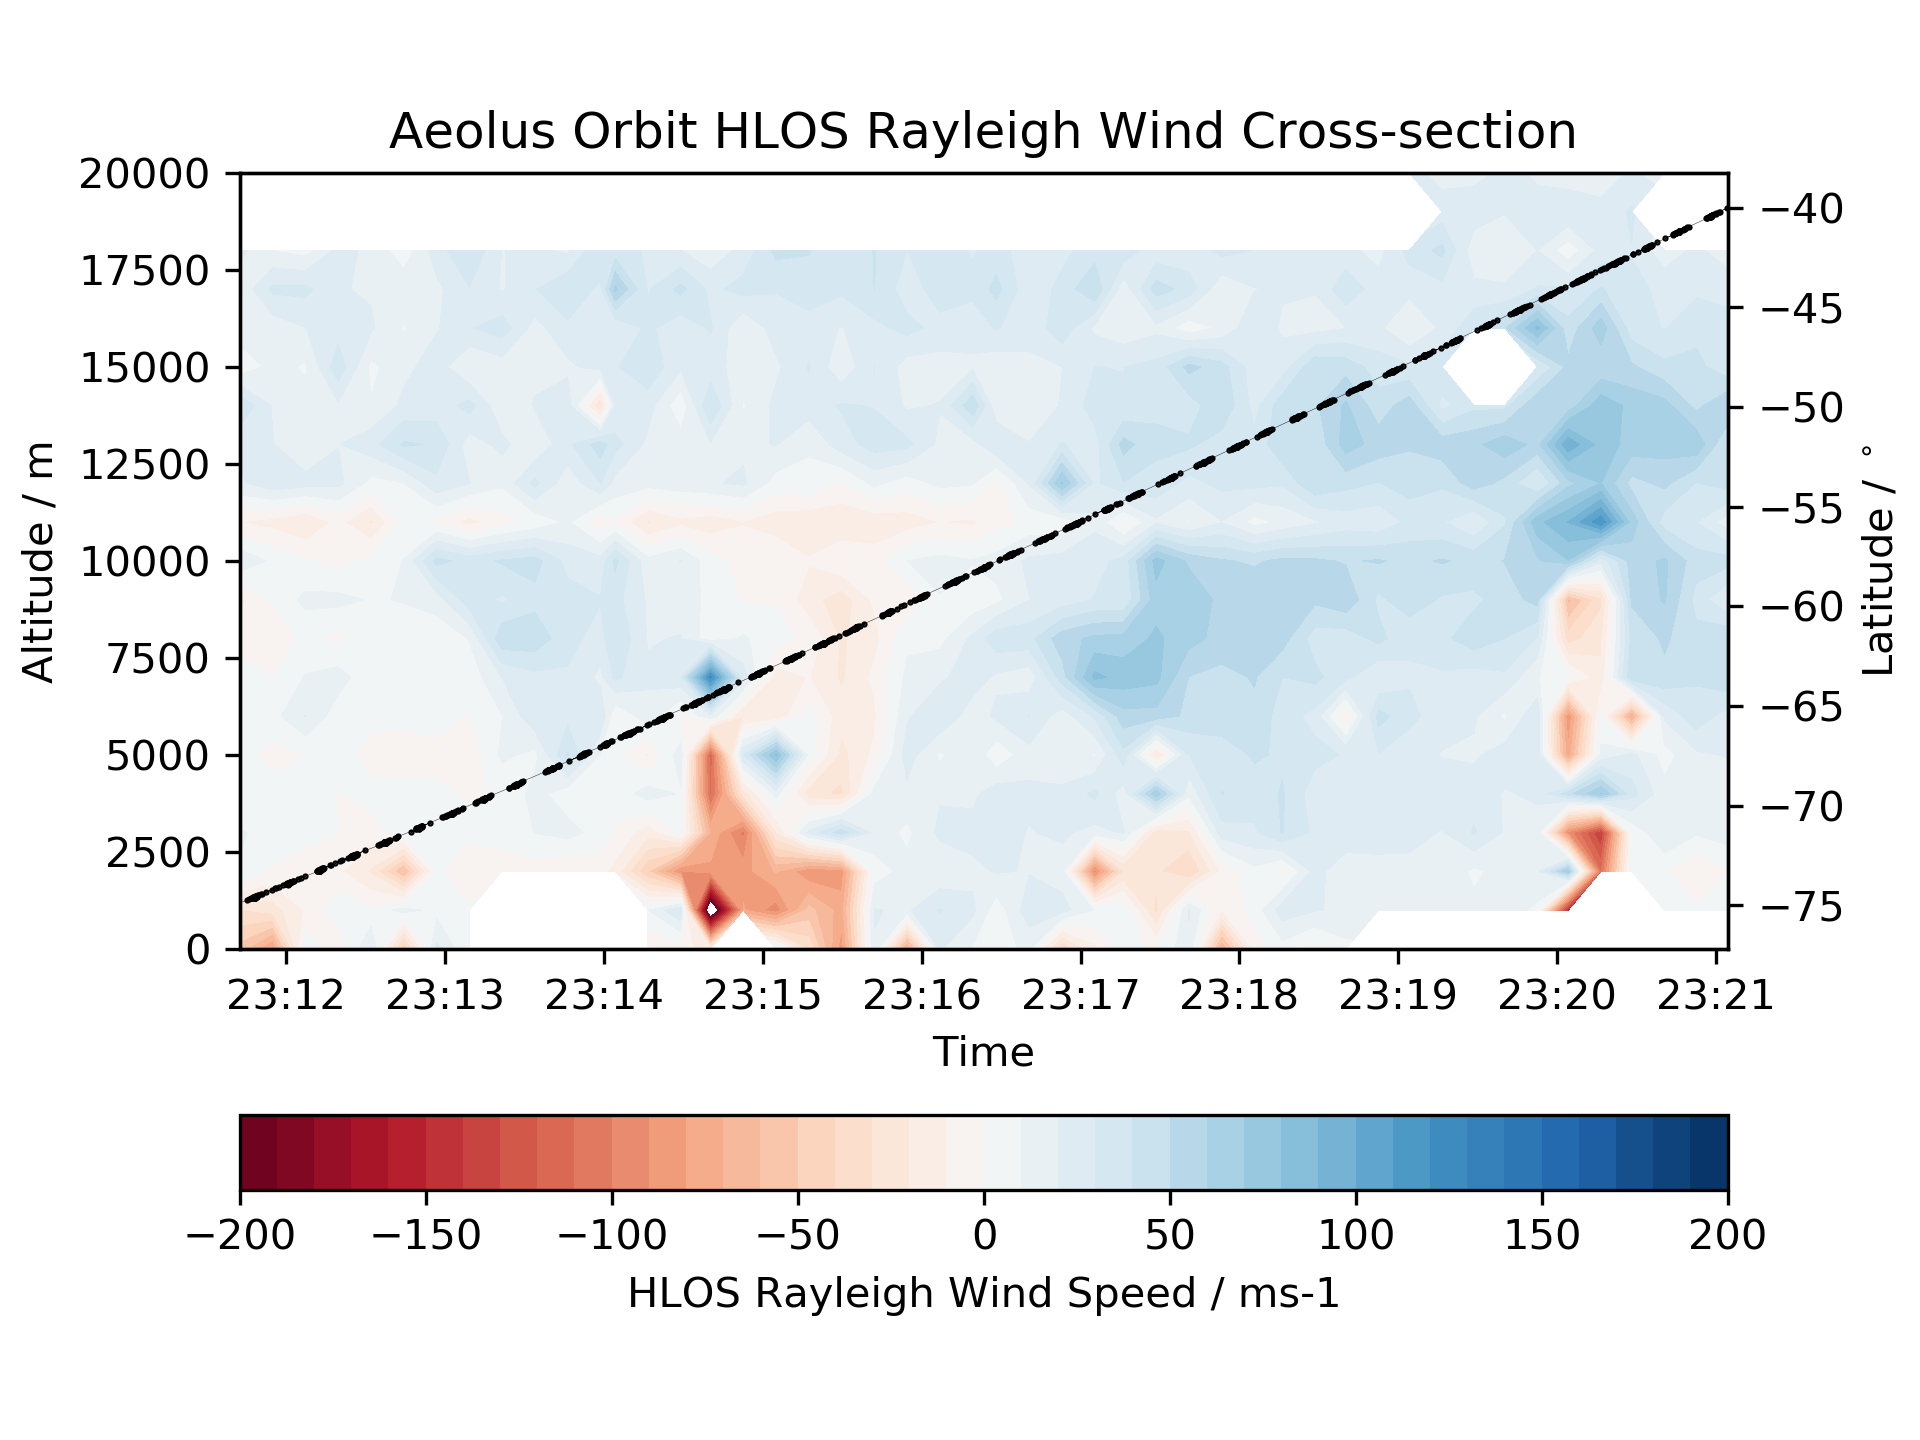 Aeolus Orbit HLOS Rayleigh Wind Cross-section
20000
17500
15000
12500
10000
7500
5000
2500
0
Altitude / m
−40
−45
−50
−55
−60
−65
−70
−75
Latitude / °
23:12 23:13 23:14 23:15 23:16 23:17 23:18 23:19 23:20 23:21
Time
−200 −150 −100 −50 0 50 100 150 200
HLOS Rayleigh Wind Speed / ms-1